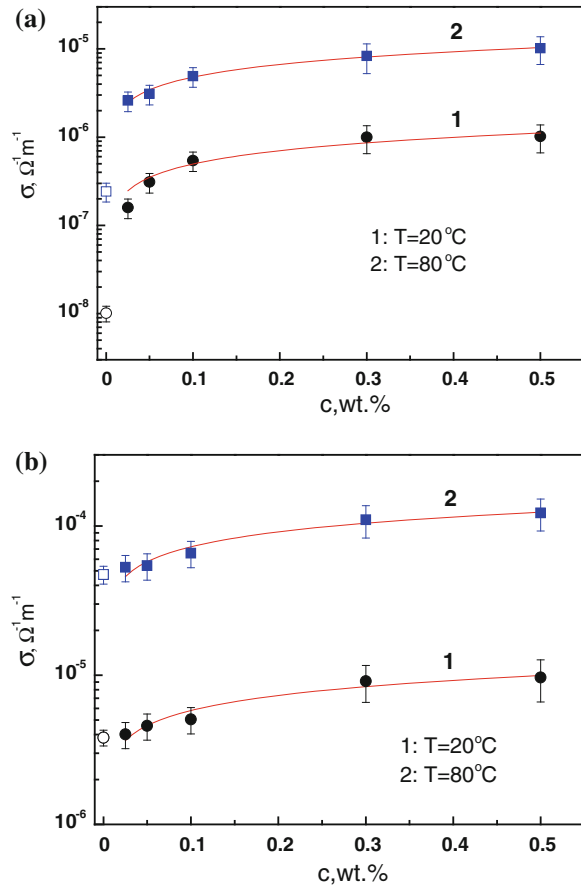 (a)
2
10⁻⁵
10⁻⁶
1
σ, Ω⁻¹m⁻¹
10⁻⁷
1: T=20°C
2: T=80°C
10⁻⁸
0 0.1 0.2 0.3 0.4 0.5
c,wt.%
(b)
2
10⁻⁴
σ, Ω⁻¹m⁻¹
1
10⁻⁵
1: T=20°C
2: T=80°C
10⁻⁶
0 0.1 0.2 0.3 0.4 0.5
c,wt.%